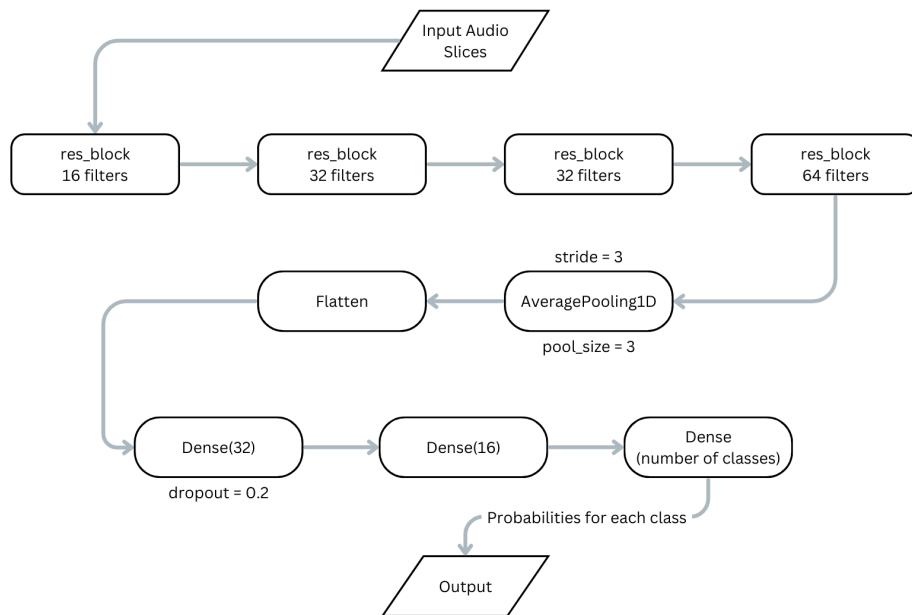 Input Audio
Slices
res_block
16 filters
res_block
32 filters
res_block
32 filters
res_block
64 filters
stride = 3
AveragePooling1D
pool_size = 3
Flatten
Dense(32)
dropout = 0.2
Dense(16)
Dense
(number of classes)
Probabilities for each class
Output